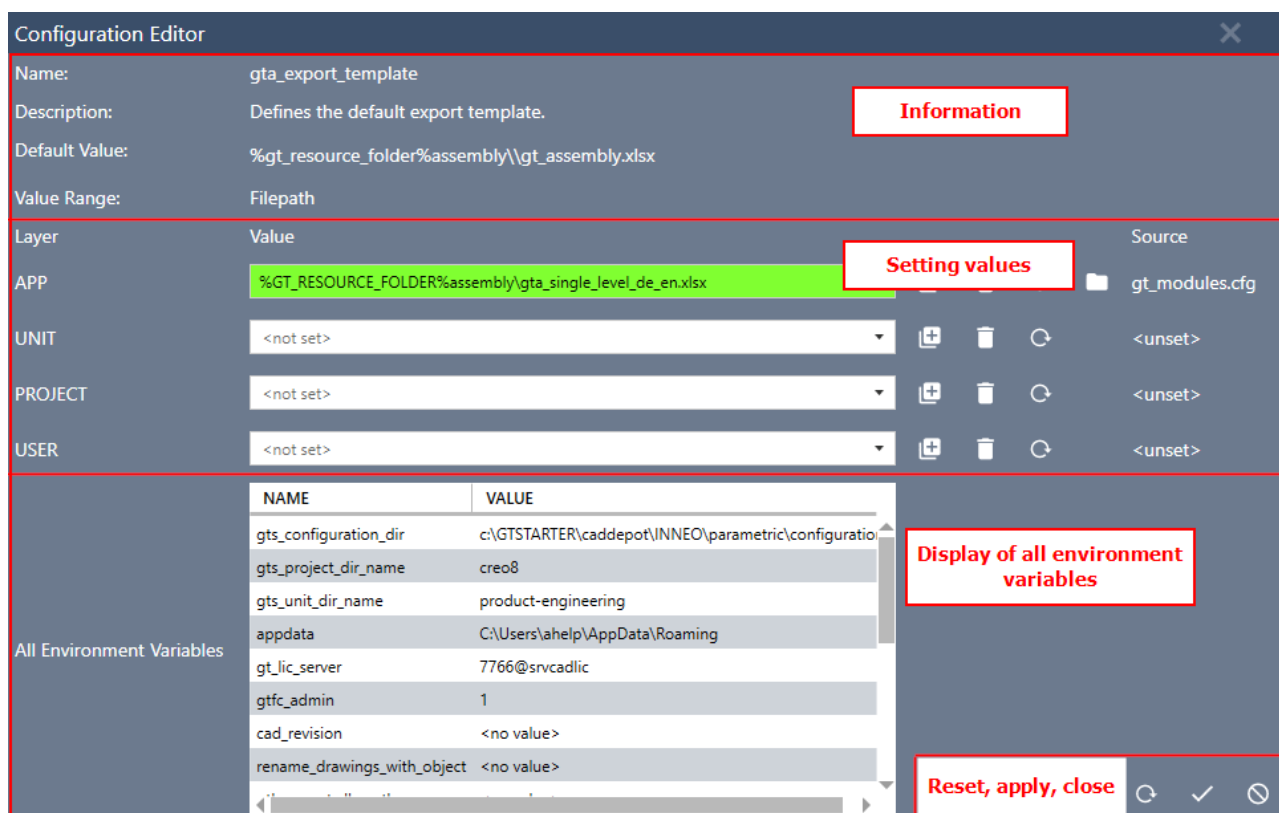 Configuration Editor
Name: gta_export_template
Description: Defines the default export template.
Information
Default Value: %gt_resource_folder%assembly\\gt_assembly.xlsx
Value Range: Filepath
Layer Value Source
Setting values
APP %GT_RESOURCE_FOLDER%assembly\gta_single_level_de_en.xlsx gt_modules.cfg
UNIT <not set> <unset>
PROJECT <not set> <unset>
USER <not set> <unset>
NAME VALUE
gts_configuration_dir c:\GTSTARTER\caddepot\INNEO\parametric\configuration
Display of all environment
variables
gts_project_dir_name creo8
gts_unit_dir_name product-engineering
appdata C:\Users\ahelp\AppData\Roaming
All Environment Variables
gt_lic_server 7766@srvcadlic
gtfc_admin 1
cad_revision <no value>
rename_drawings_with_object <no value>
Reset, apply, close